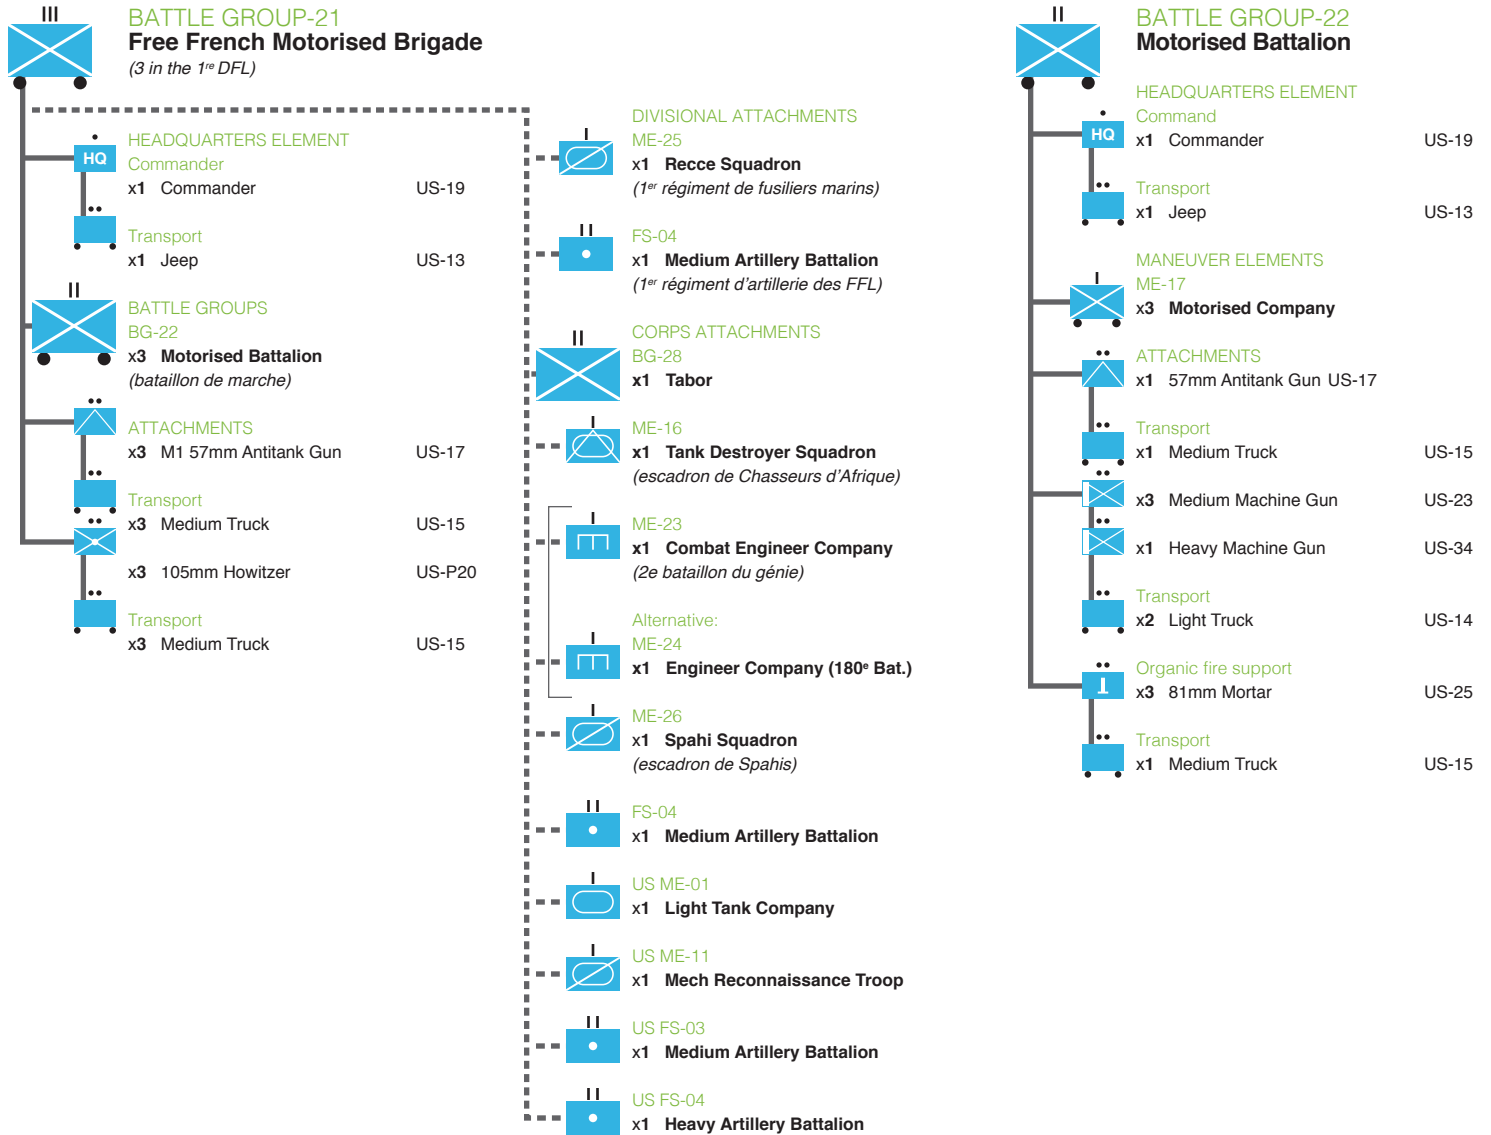 BATTLE GROUP-21
Free French Motorised Brigade
(3 in the 1re DFL)
HEADQUARTERS ELEMENT
Commander
HQ
x1 Commander US-19
Transport
x1 Jeep US-13
BATTLE GROUPS
BG-22
x3 Motorised Battalion
(bataillon de marche)
ATTACHMENTS
x3 M1 57mm Antitank Gun US-17
Transport
x3 Medium Truck US-15
x3 105mm Howitzer US-P20
Transport
x3 Medium Truck US-15
DIVISIONAL ATTACHMENTS
ME-25
x1 Recce Squadron
(1er régiment de fusiliers marins)
FS-04
x1 Medium Artillery Battalion
(1er régiment d'artillerie des FFL)
CORPS ATTACHMENTS
BG-28
x1 Tabor
ME-16
x1 Tank Destroyer Squadron
(escadron de Chasseurs d'Afrique)
ME-23
x1 Combat Engineer Company
(2e bataillon du génie)
Alternative:
ME-24
x1 Engineer Company (180e Bat.)
ME-26
x1 Spahi Squadron
(escadron de Spahis)
FS-04
x1 Medium Artillery Battalion
US ME-01
x1 Light Tank Company
US ME-11
x1 Mech Reconnaissance Troop
US FS-03
x1 Medium Artillery Battalion
US FS-04
x1 Heavy Artillery Battalion
BATTLE GROUP-22
Motorised Battalion
HEADQUARTERS ELEMENT
Command
HQ
x1 Commander US-19
Transport
x1 Jeep US-13
MANEUVER ELEMENTS
ME-17
x3 Motorised Company
ATTACHMENTS
x1 57mm Antitank Gun US-17
Transport
x1 Medium Truck US-15
x3 Medium Machine Gun US-23
x1 Heavy Machine Gun US-34
Transport
x2 Light Truck US-14
Organic fire support
x3 81mm Mortar US-25
Transport
x1 Medium Truck US-15